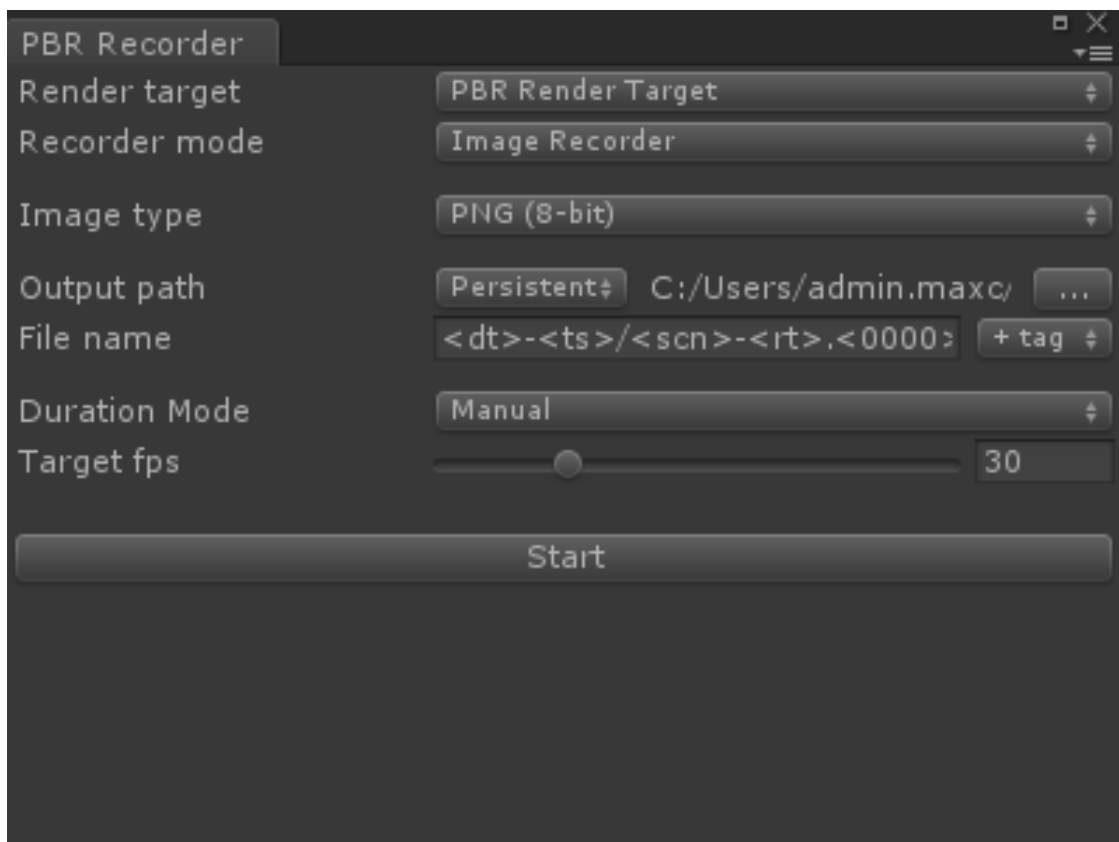 PBR Recorder
Render target PBR Render Target
Recorder mode Image Recorder
Image type PNG (8-bit)
Output path Persistent C:/Users/admin.maxc/ ...
File name <dt>-<ts>/<scn>-<rt>.<0000> + tag
Duration Mode Manual
Target fps 30
Start